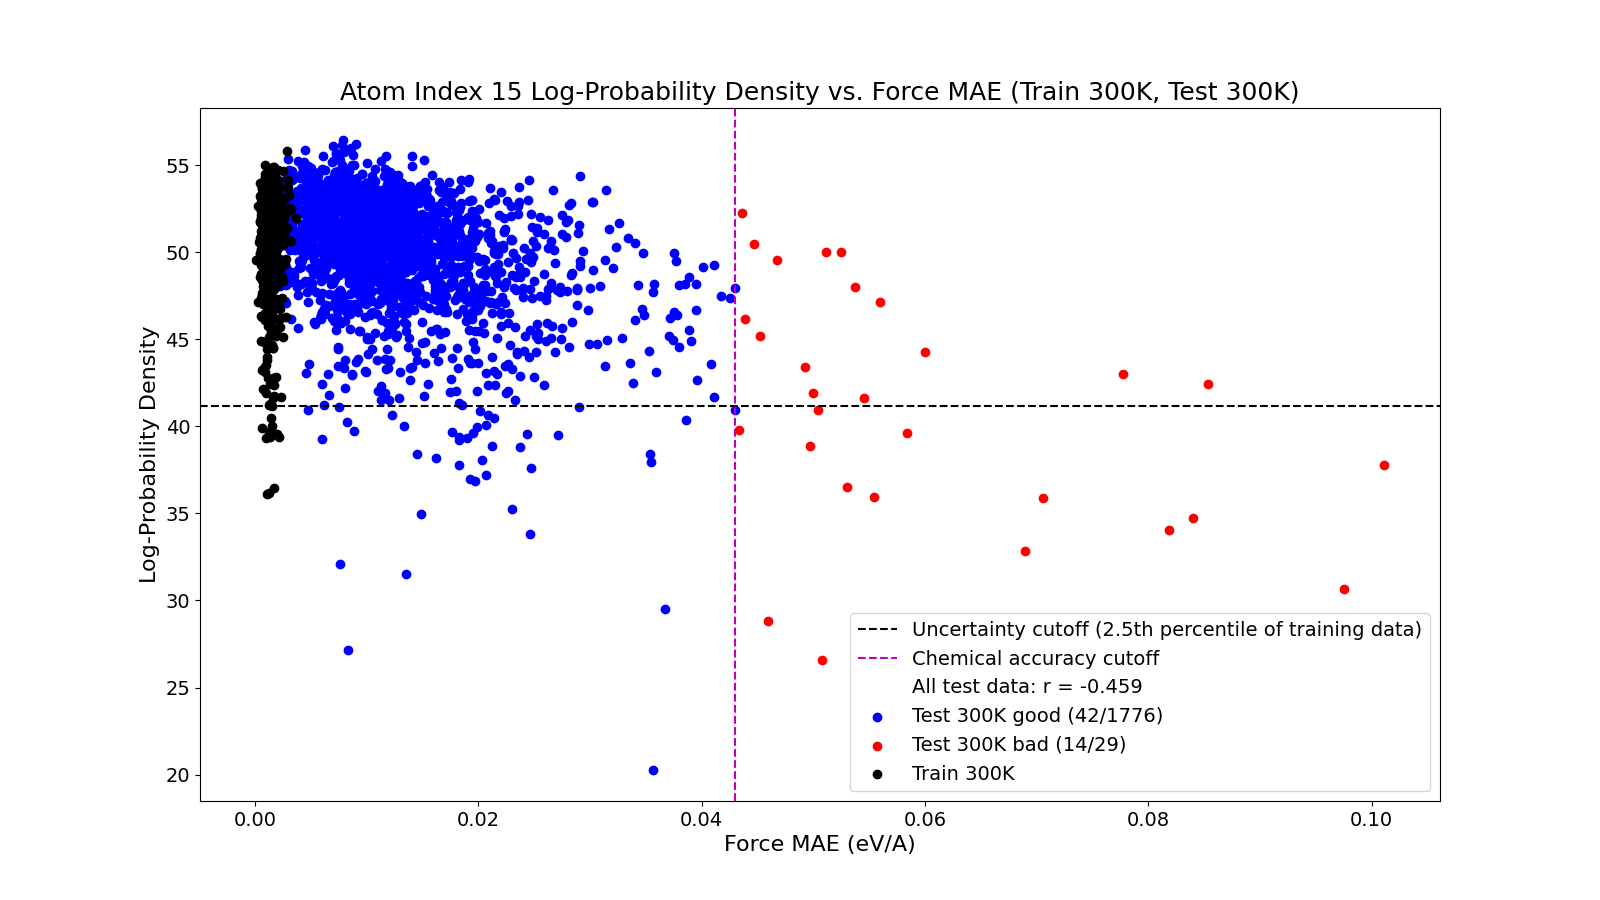 Atom Index 15 Log-Probability Density vs. Force MAE (Train 300K, Test 300K)
Log-Probability Density
55
50
45
40
35
30
25
20
Uncertainty cutoff (2.5th percentile of training data)
Chemical accuracy cutoff
All test data: r = -0.459
Test 300K good (42/1776)
Test 300K bad (14/29)
Train 300K
0.00 0.02 0.04 0.06 0.08 0.10
Force MAE (eV/A)